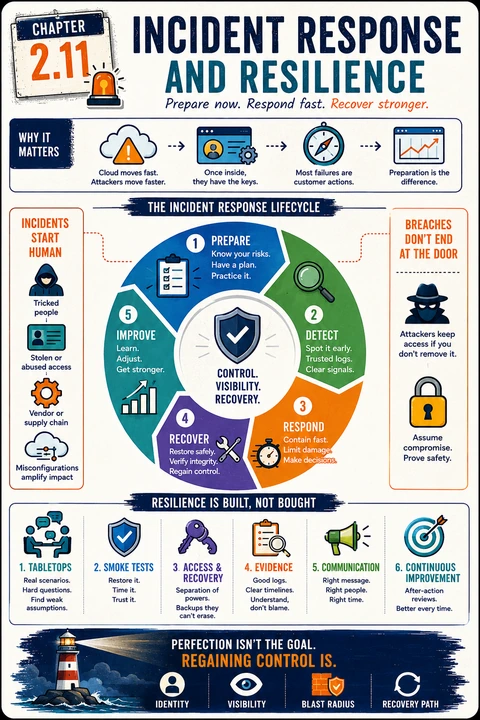 CHAPTER
2.11
INCIDENT RESPONSE
AND RESILIENCE
Prepare now. Respond fast. Recover stronger.
WHY IT
MATTERS
Cloud moves fast.
Attackers move faster.
Once inside,
they have the keys.
Most failures are
customer actions.
Preparation is the
difference.
THE INCIDENT RESPONSE LIFECYCLE
INCIDENTS
START
HUMAN
Tricked
people
Stolen or
abused access
Vendor or
supply chain
Misconfigurations
amplify impact
1
PREPARE
Know your risks.
Have a plan.
Practice it.
2
DETECT
Spot it early.
Trusted logs.
Clear signals.
3
RESPOND
Contain fast.
Limit damage.
Make decisions.
4
RECOVER
Restore safely.
Verify integrity.
Regain control.
5
IMPROVE
Learn.
Adjust.
Get stronger.
CONTROL.
VISIBILITY.
RECOVERY.
BREACHES
DON'T END
AT THE DOOR
Attackers keep
access if you
don't remove it.
Assume
compromise.
Prove safety.
RESILIENCE IS BUILT, NOT BOUGHT
1. TABLETOPS
Real scenarios.
Hard questions.
Find weak
assumptions.
2. SMOKE TESTS
Restore it.
Time it.
Trust it.
3. ACCESS &
RECOVERY
Separation of
powers.
Backups they
can't erase.
4. EVIDENCE
Good logs.
Clear timelines.
Understand,
don't blame.
5. COMMUNICATION
Right message.
Right people.
Right time.
6. CONTINUOUS
IMPROVEMENT
After-action
reviews.
Better every time.
PERFECTION ISN'T THE GOAL.
REGAINING CONTROL IS.
IDENTITY
VISIBILITY
BLAST RADIUS
RECOVERY PATH